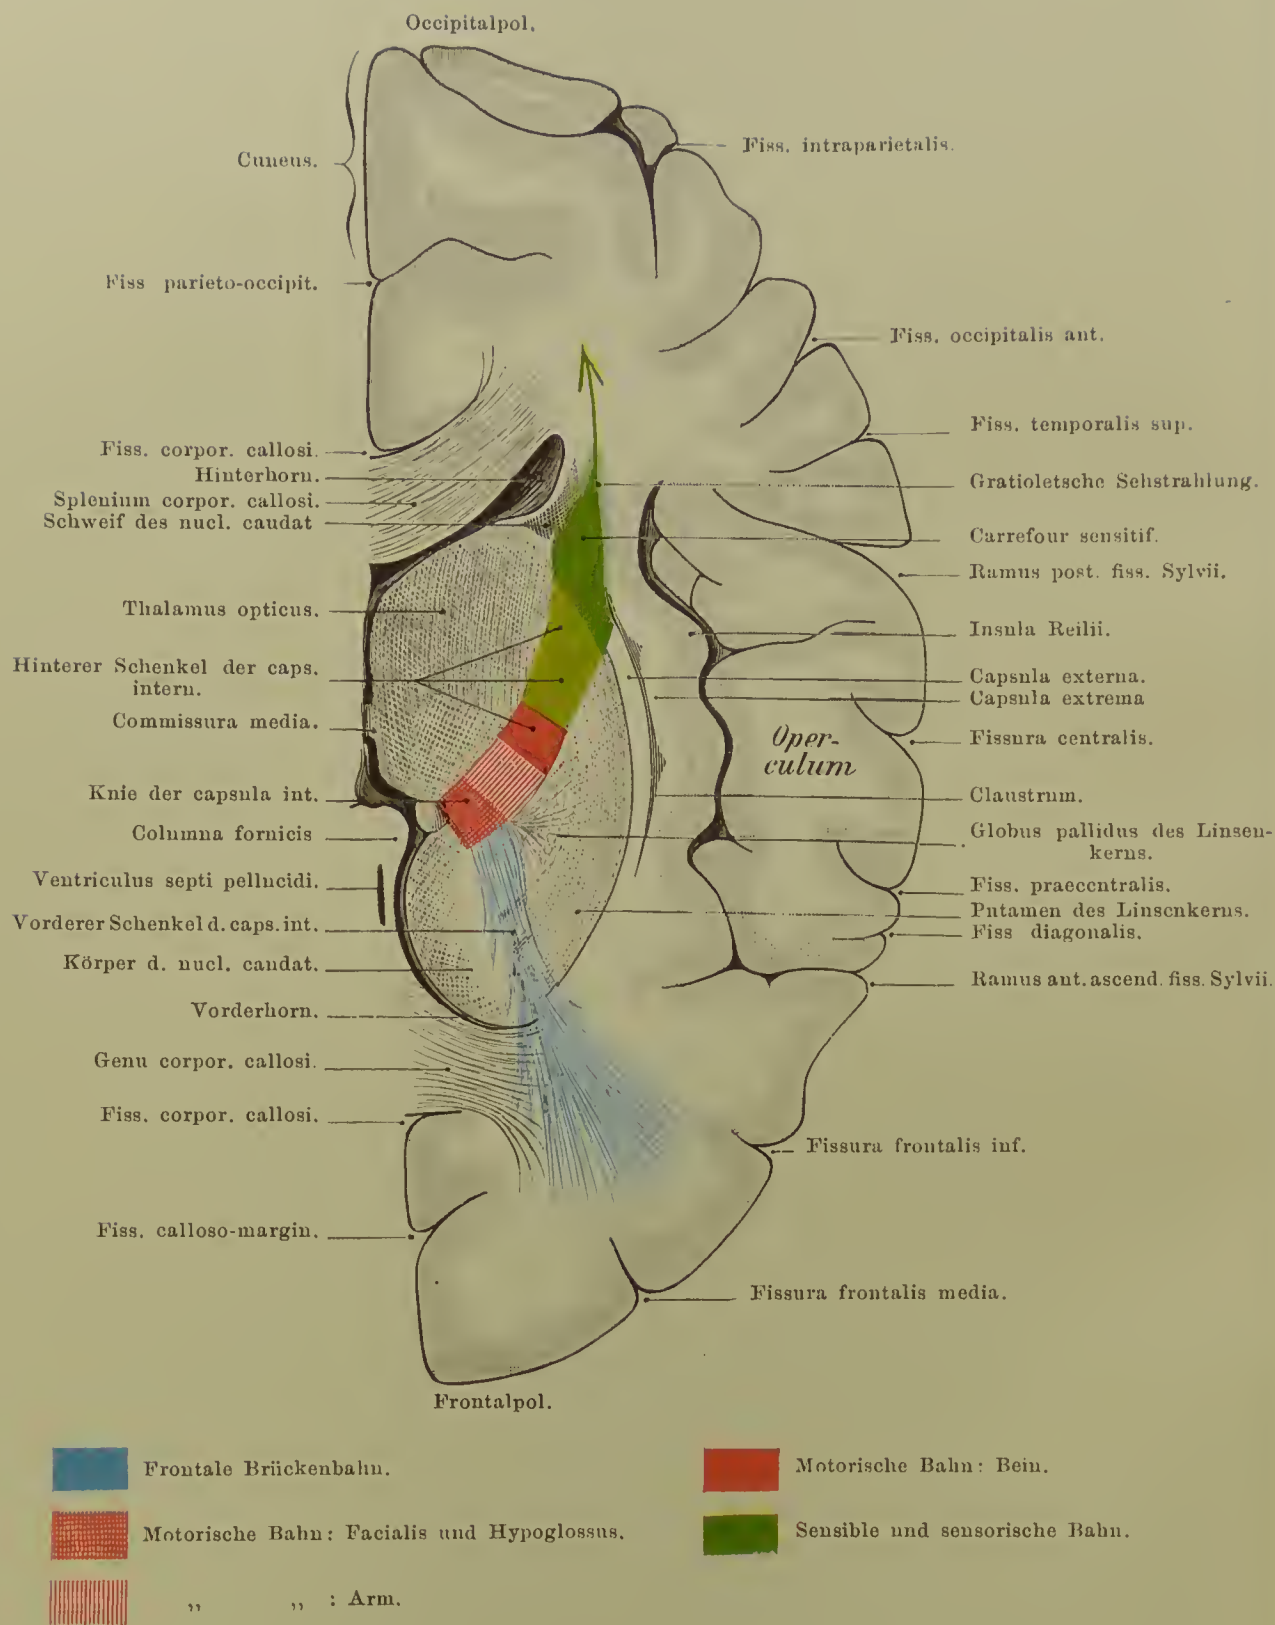 Occipitalpol.
Cuneus.
Fiss parieto-occipit.
Fiss. corpor. callosi.
Hinterhorn.
Splenium corpor. callosi.
Schweif des nucl. caudat
Thalamus opticus.
Hinterer Schenkel der caps.
intern.
Commissura media.
Knie der capsula int.
Columna fornicis
Ventriculus septi pellucidi.
Vorderer Schenkel d. caps. int.
Körper d. nucl. caudat.
Vorderhorn.
Genu corpor. callosi.
Fiss. corpor. callosi.
Fiss. calloso-margin.
Fiss. intraparietalis.
Fiss. occipitalis ant.
Fiss. temporalis sup.
Gratioletsche Sehstrahlung.
Carrefour sensitif.
Ramus post. fiss. Sylvii.
Insula Reilii.
Capsula externa.
Capsula extrema
Oper-
culum
Fissura centralis.
Claustrum.
Globus pallidus des Linsen-
kerns.
Fiss. praecentralis.
Putamen des Linsenkerns.
Fiss diagonalis.
Ramus ant. ascend. fiss. Sylvii.
Fissura frontalis inf.
Fissura frontalis media.
Frontalpol.
Frontale Brückenbahn.
Motorische Bahn: Facialis und Hypoglossus.
„ „ : Arm.
Motorische Bahn: Bein.
Sensible und sensorische Bahn.